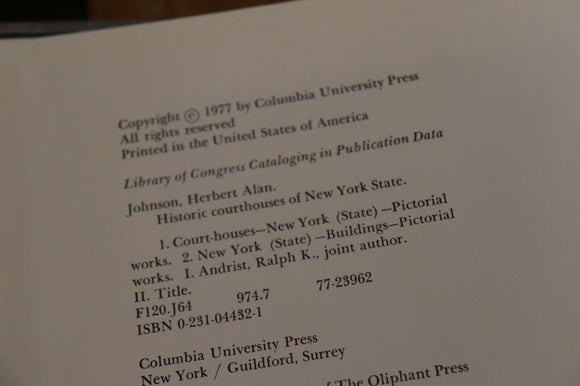 Copyright © 1977 by Columbia University Press
All rights reserved
Printed in the United States of America
Library of Congress Cataloging in Publication Data
Johnson, Herbert Alan.
Historic courthouses of New York State.
1. Court-houses—New York (State)—Pictorial
works. 2. New York (State)—Buildings—Pictorial
works. I. Andrist, Ralph K., joint author.
II. Title.
F120.J64 974.7 77-23962
ISBN 0-231-04432-1
Columbia University Press
New York / Guildford, Surrey
of The Oliphant Press